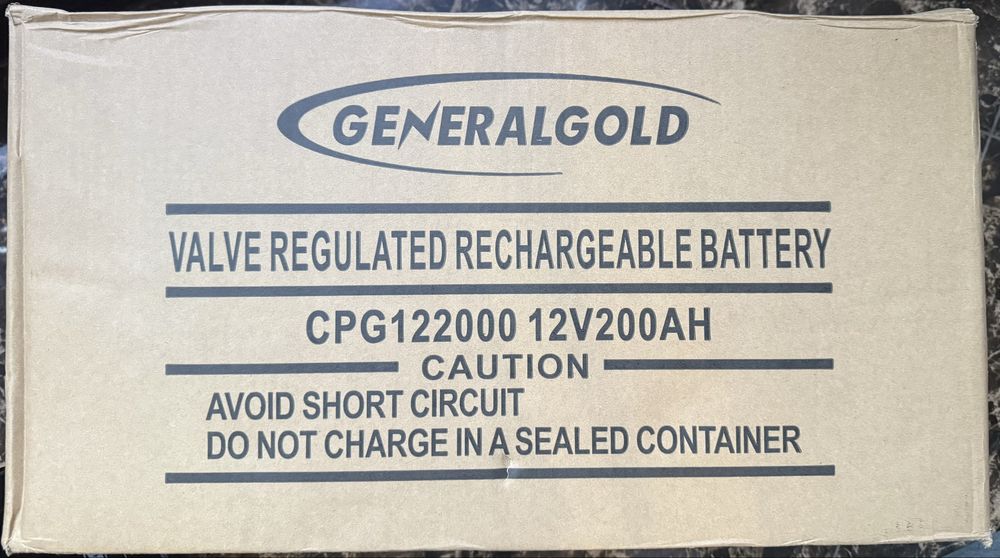 GENERALGOLD
VALVE REGULATED RECHARGEABLE BATTERY
CPG122000 12V200AH
CAUTION
AVOID SHORT CIRCUIT
DO NOT CHARGE IN A SEALED CONTAINER